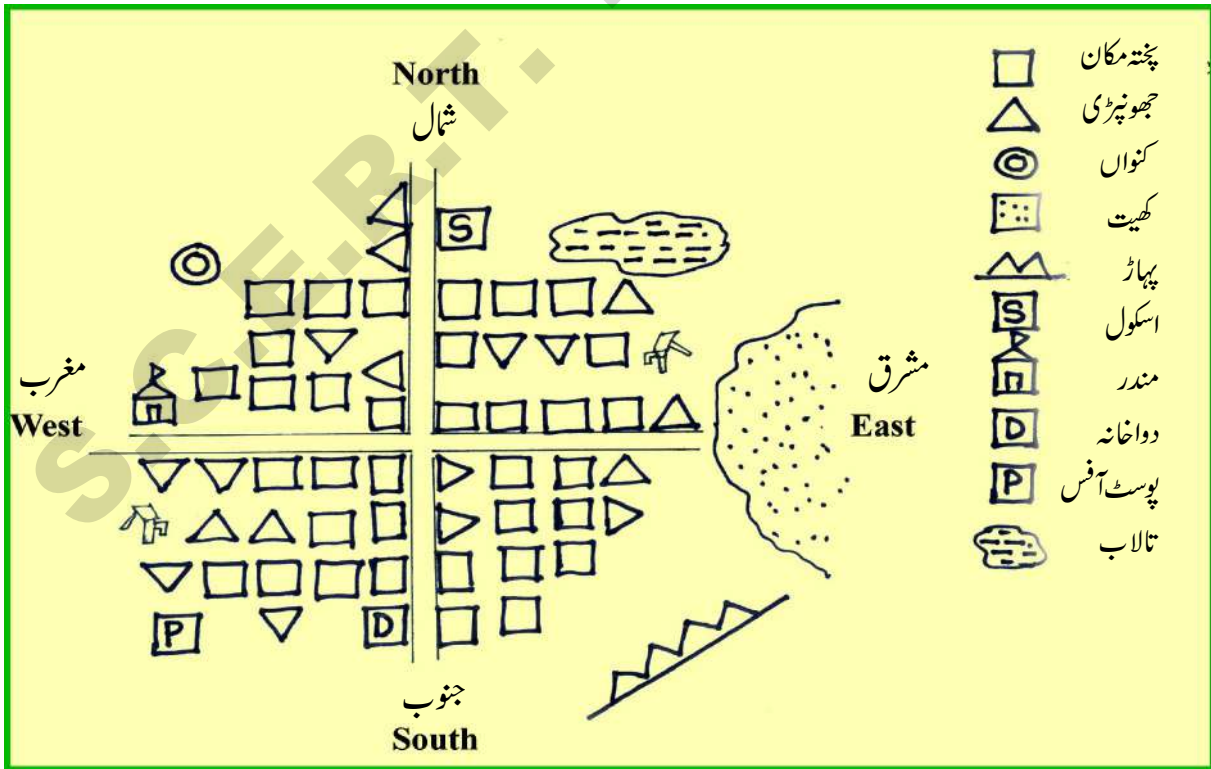 North
شمال
S
مغرب
West
مشرق
East
P
D
جنوب
South
پختہ مکان
جھونپڑی
کنواں
کھیت
پہاڑ
S اسکول
مندر
D دواخانہ
P پوسٹ آفس
تالاب
S.C.E.R.T.